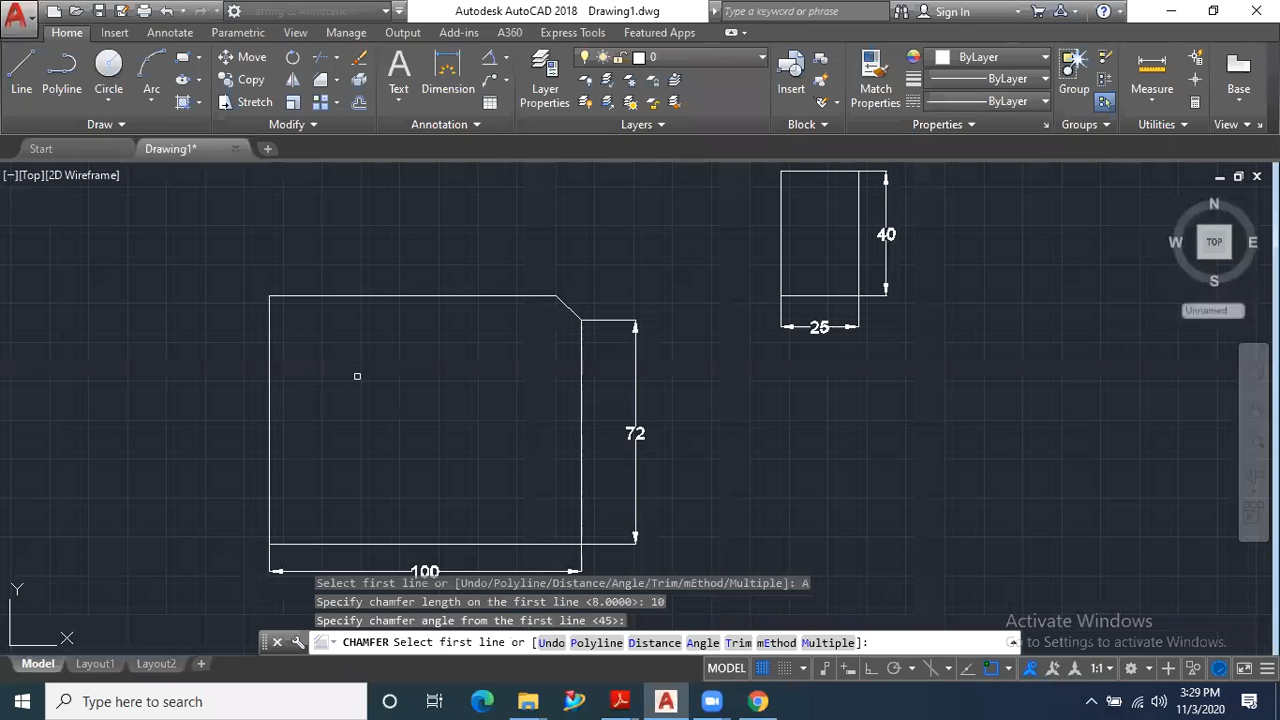 Autodesk AutoCAD 2018 Drawing1.dwg
Type a keyword or phrase
Sign In
Home Insert Annotate Parametric View Manage Output Add-ins A360 Express Tools Featured Apps
Line Polyline Circle Arc
Move
Copy
Stretch
Text Dimension
Layer Properties
0
Insert
Match Properties
ByLayer
ByLayer
ByLayer
Group
Measure
Base
Draw Modify Annotation Layers Block Properties Groups Utilities View
Start Drawing1*
[−][Top][2D Wireframe]
N
W TOP E
S
Unnamed
40
25
72
100
Y
X
Select first line or [Undo/Polyline/Distance/Angle/Trim/mEthod/Multiple]: A
Specify chamfer length on the first line <8.0000>: 10
Specify chamfer angle from the first line <45>:
CHAMFER Select first line or [Undo Polyline Distance Angle Trim mEthod Multiple]:
Activate Windows
to Settings to activate Windows.
Model Layout1 Layout2
MODEL 1:1
Type here to search
3:29 PM
11/3/2020